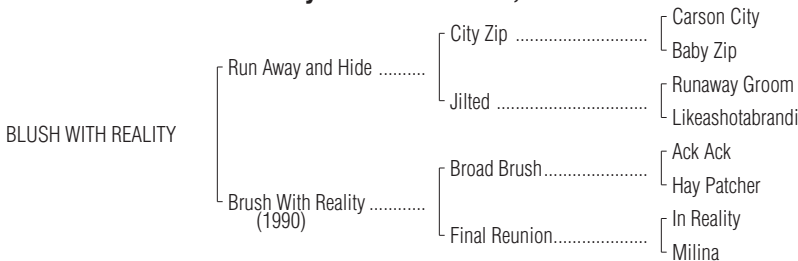 Carson City
City Zip ............................
Baby Zip
Run Away and Hide ..........
Runaway Groom
Jilted ................................
Likeashotabrandi
BLUSH WITH REALITY
Ack Ack
Broad Brush......................
Hay Patcher
Brush With Reality ............
(1990)
In Reality
Final Reunion....................
Milina